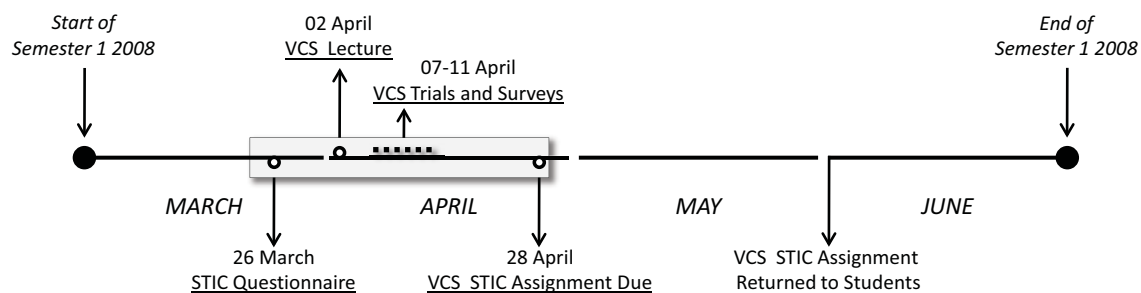 Start of
Semester 1 2008
02 April
VCS Lecture
07-11 April
VCS Trials and Surveys
End of
Semester 1 2008
MARCH
APRIL
MAY
JUNE
26 March
STIC Questionnaire
28 April
VCS STIC Assignment Due
VCS STIC Assignment
Returned to Students